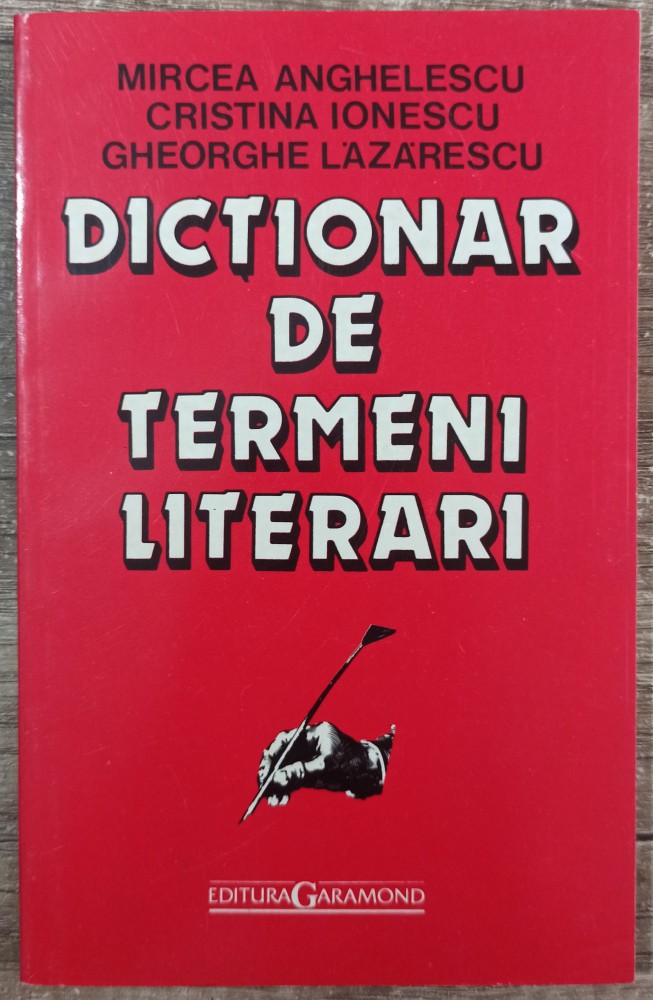 MIRCEA ANGHELESCU
CRISTINA IONESCU
GHEORGHE LĂZĂRESCU
DICȚIONAR
DE
TERMENI
LITERARI
EDITURA GARAMOND